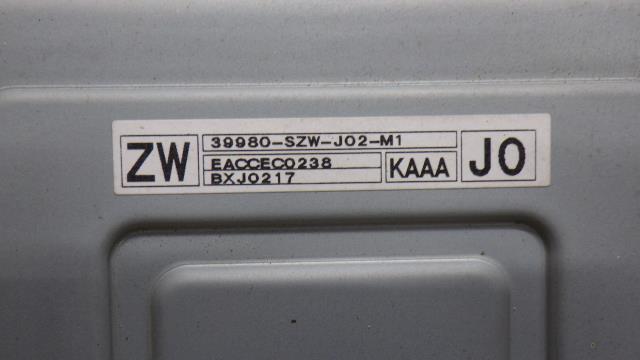 ZW
39980-SZW-J02-M1
EACCEC0238
BXJ0217
KAAA
J0